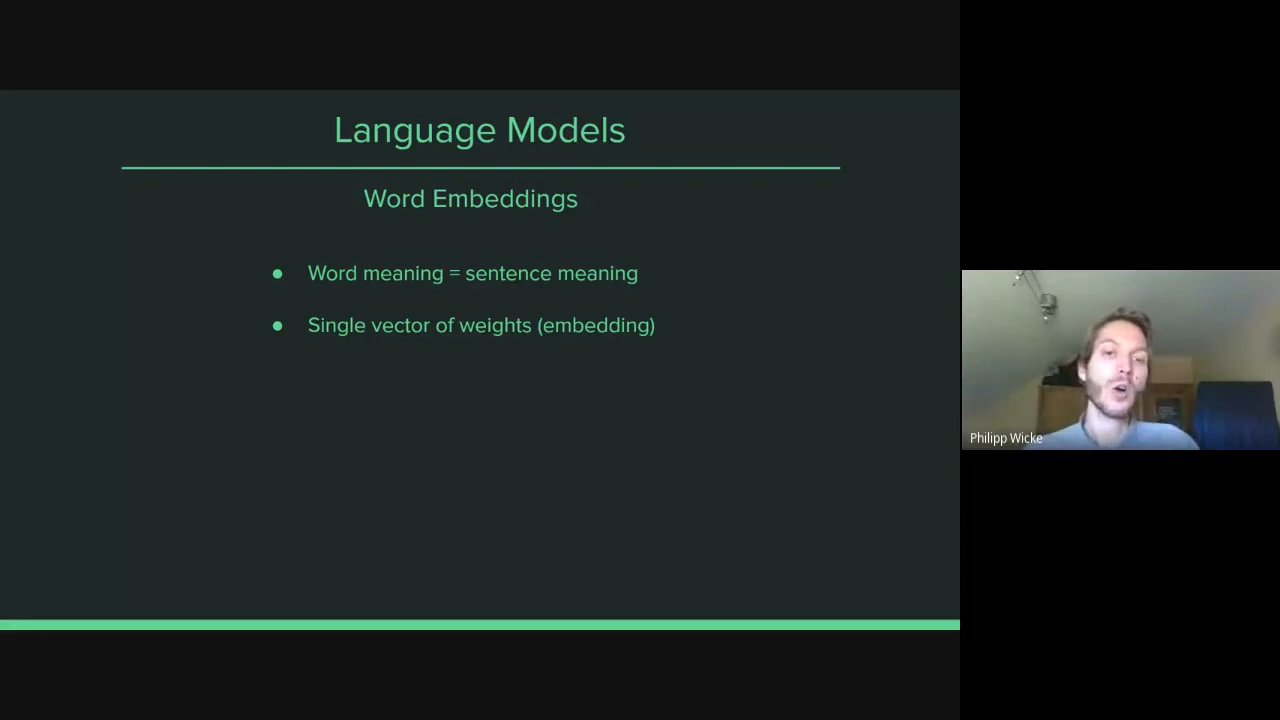 Language Models
Word Embeddings
● Word meaning = sentence meaning
● Single vector of weights (embedding)
Philipp Wicke